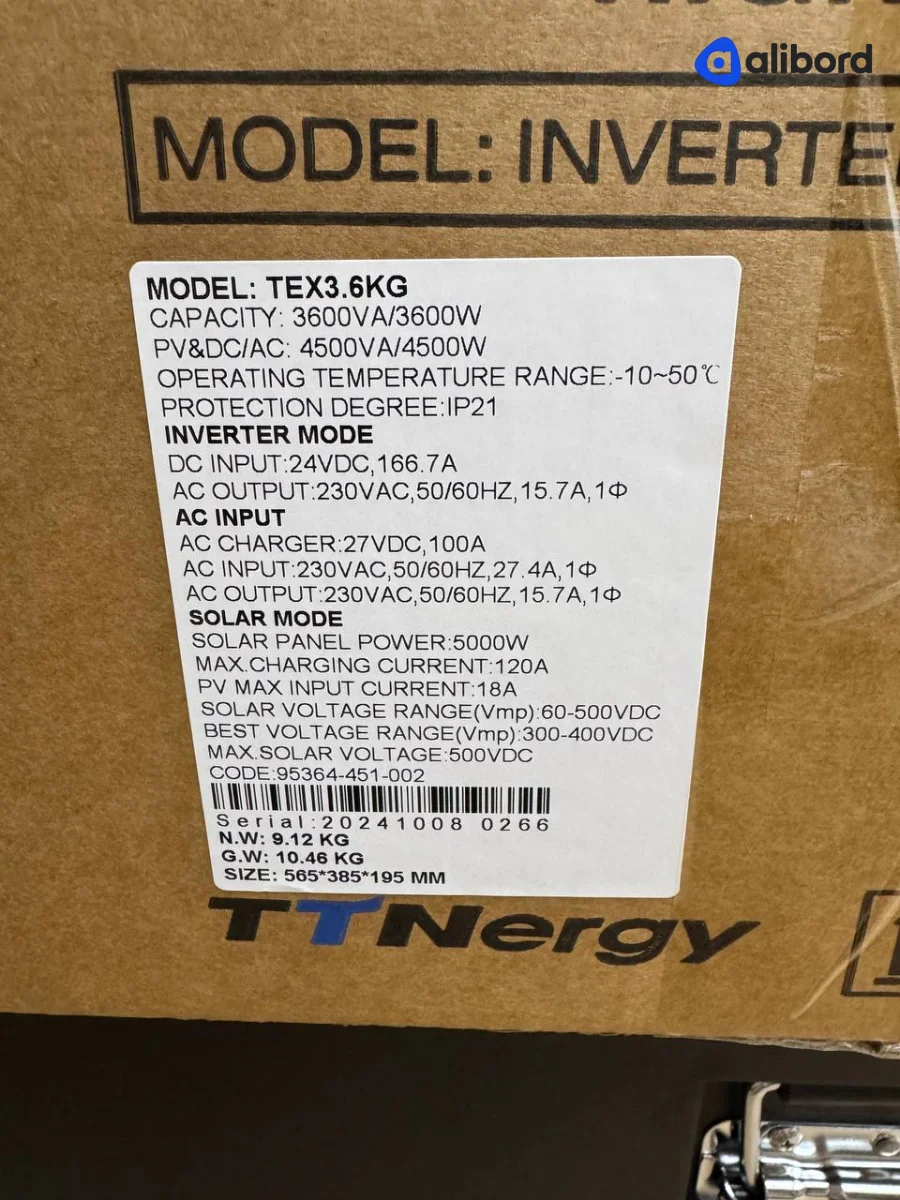 alibord
MODEL: INVERTE
MODEL: TEX3.6KG
CAPACITY: 3600VA/3600W
PV&DC/AC: 4500VA/4500W
OPERATING TEMPERATURE RANGE:-10~50℃
PROTECTION DEGREE:IP21
INVERTER MODE
DC INPUT:24VDC,166.7A
AC OUTPUT:230VAC,50/60HZ,15.7A,1Φ
AC INPUT
AC CHARGER:27VDC,100A
AC INPUT:230VAC,50/60HZ,27.4A,1Φ
AC OUTPUT:230VAC,50/60HZ,15.7A,1Φ
SOLAR MODE
SOLAR PANEL POWER:5000W
MAX.CHARGING CURRENT:120A
PV MAX INPUT CURRENT:18A
SOLAR VOLTAGE RANGE(Vmp):60-500VDC
BEST VOLTAGE RANGE(Vmp):300-400VDC
MAX.SOLAR VOLTAGE:500VDC
CODE:95364-451-002
Serial:20241008 0266
N.W: 9.12 KG
G.W: 10.46 KG
SIZE: 565*385*195 MM
TTNergy